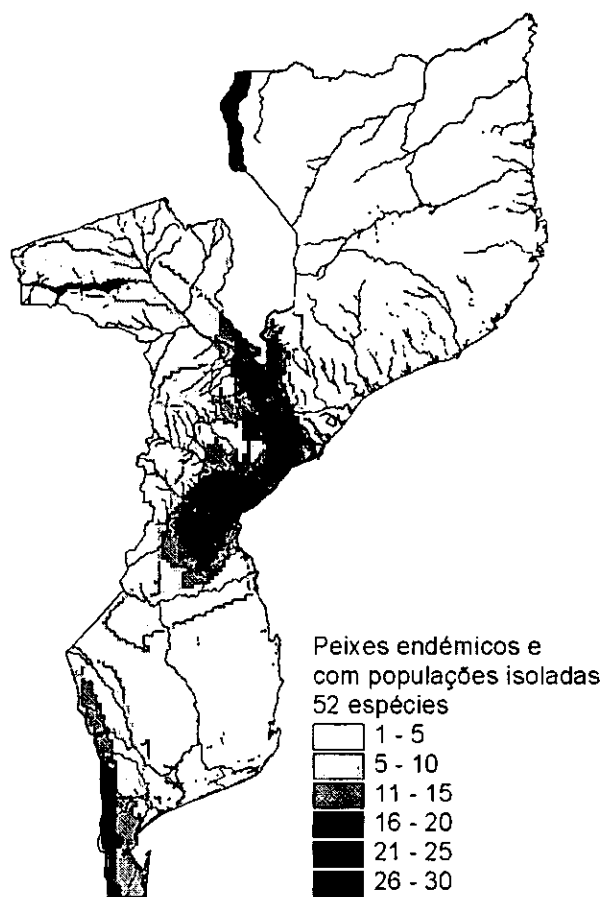 Peixes endémicos e
com populações isoladas
52 espécies
1 - 5
5 - 10
11 - 15
16 - 20
21 - 25
26 - 30